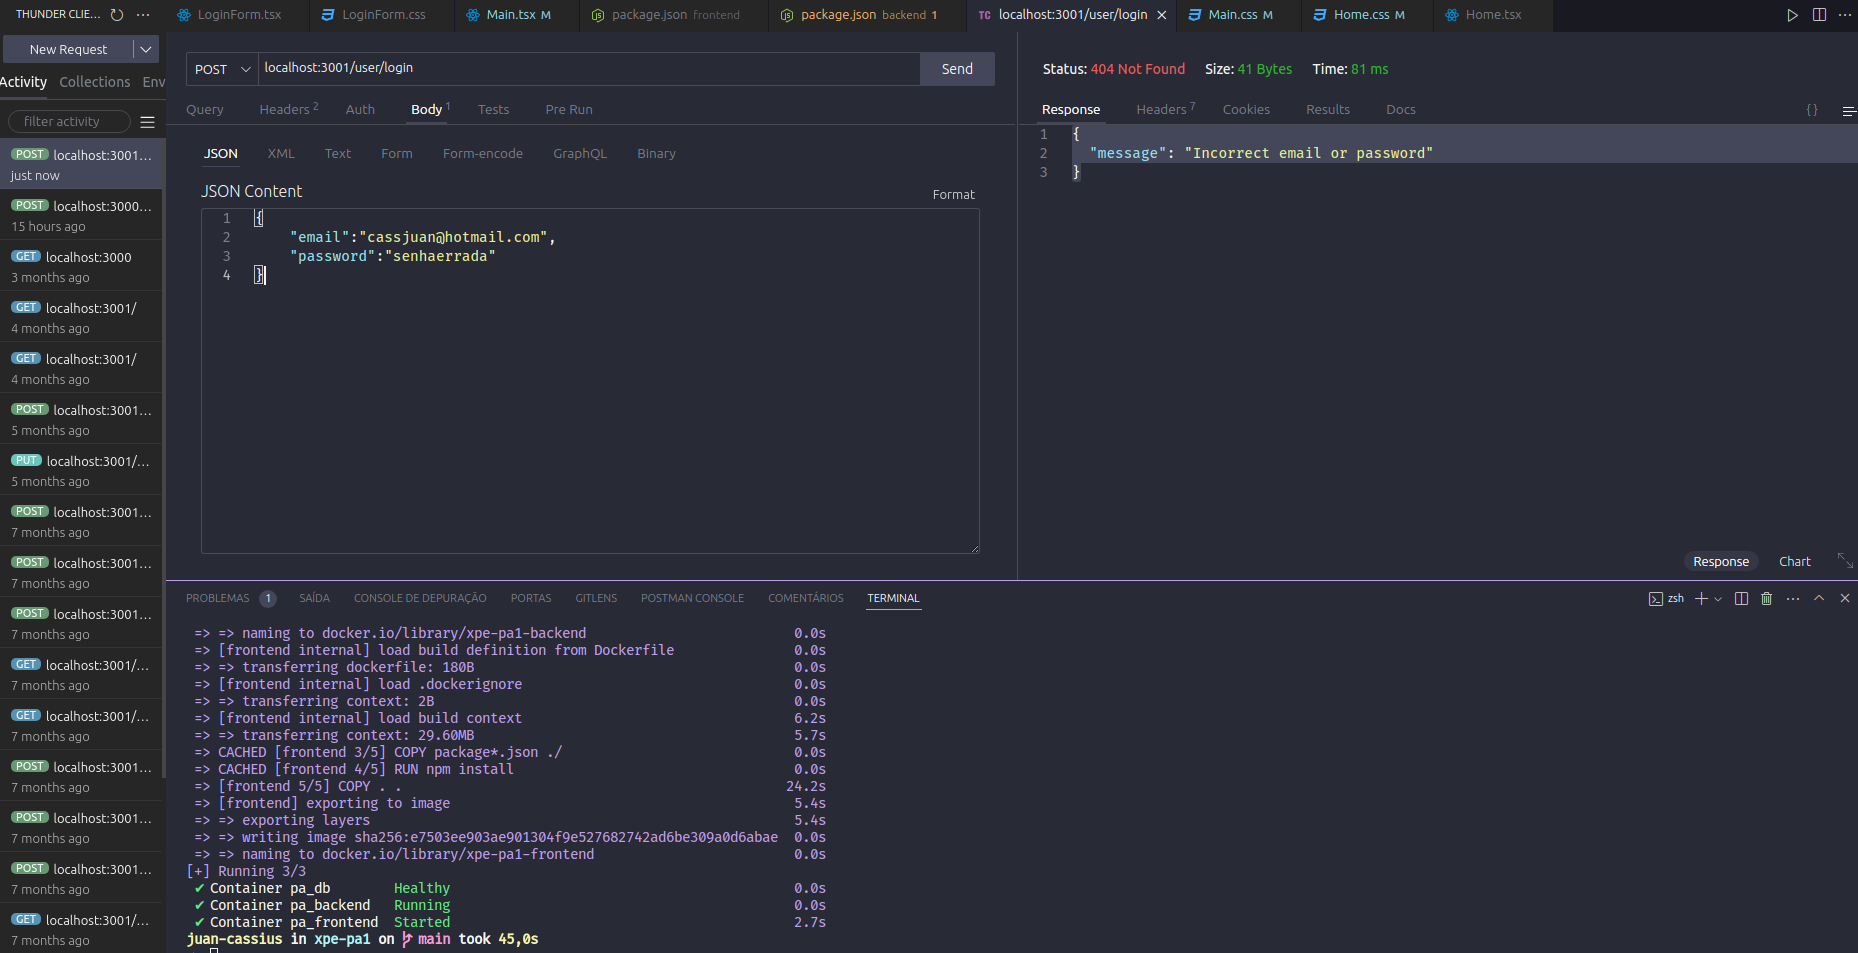 THUNDER CLIE...
LoginForm.tsx
LoginForm.css
Main.tsx M
package.json frontend
package.json backend 1
TC localhost:3001/user/login
Main.css M
Home.css M
Home.tsx
New Request
Activity Collections Env
filter activity
POST localhost:3001...
just now
POST localhost:3000...
15 hours ago
GET localhost:3000
3 months ago
GET localhost:3001/
4 months ago
GET localhost:3001/
4 months ago
POST localhost:3001...
5 months ago
PUT localhost:3001/...
5 months ago
POST localhost:3001...
7 months ago
POST localhost:3001...
7 months ago
POST localhost:3001...
7 months ago
GET localhost:3001/...
7 months ago
GET localhost:3001/...
7 months ago
POST localhost:3001...
7 months ago
POST localhost:3001...
7 months ago
POST localhost:3001...
7 months ago
GET localhost:3001/...
7 months ago
POST localhost:3001/user/login Send
Query Headers 2 Auth Body 1 Tests Pre Run
JSON XML Text Form Form-encode GraphQL Binary
JSON Content
Format
1 {
2 "email":"cassjuan@hotmail.com",
3 "password":"senhaerrada"
4 }
Status: 404 Not Found Size: 41 Bytes Time: 81 ms
Response Headers 7 Cookies Results Docs {}
1 {
2 "message": "Incorrect email or password"
3 }
Response Chart
PROBLEMAS 1 SAÍDA CONSOLE DE DEPURAÇÃO PORTAS GITLENS POSTMAN CONSOLE COMENTÁRIOS TERMINAL
zsh
=> => naming to docker.io/library/xpe-pa1-backend 0.0s
=> [frontend internal] load build definition from Dockerfile 0.0s
=> => transferring dockerfile: 180B 0.0s
=> [frontend internal] load .dockerignore 0.0s
=> => transferring context: 2B 0.0s
=> [frontend internal] load build context 6.2s
=> => transferring context: 29.60MB 5.7s
=> CACHED [frontend 3/5] COPY package*.json ./ 0.0s
=> CACHED [frontend 4/5] RUN npm install 0.0s
=> [frontend 5/5] COPY . . 24.2s
=> [frontend] exporting to image 5.4s
=> => exporting layers 5.4s
=> => writing image sha256:e7503ee903ae901304f9e527682742ad6be309a0d6abae 0.0s
=> => naming to docker.io/library/xpe-pa1-frontend 0.0s
[+] Running 3/3
✔ Container pa_db Healthy 0.0s
✔ Container pa_backend Running 0.0s
✔ Container pa_frontend Started 2.7s
juan-cassius in xpe-pa1 on main took 45,0s